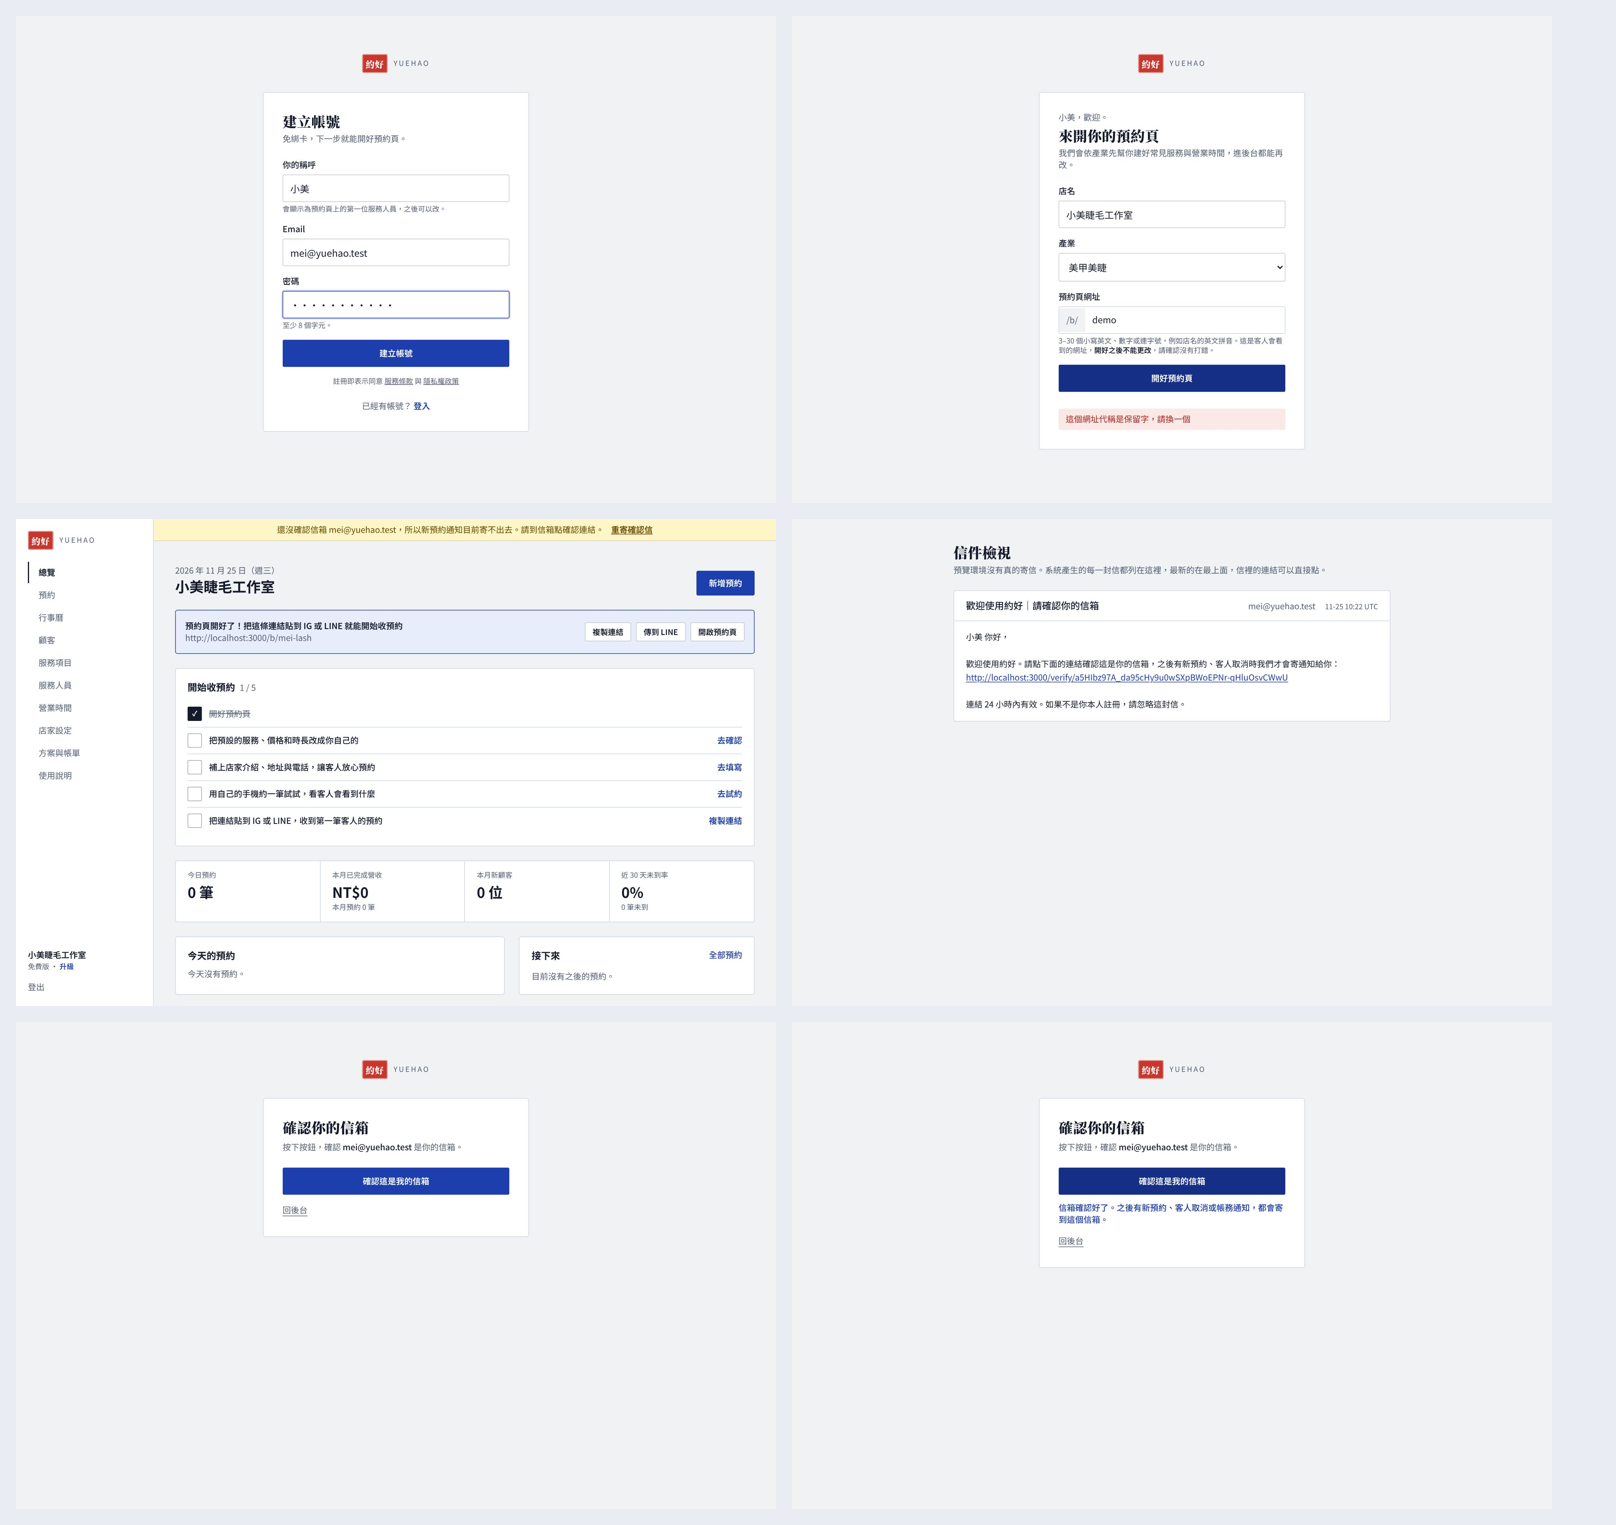 約好 YUEHAO
建立帳號
免綁卡，下一步就能開好預約頁。
你的稱呼
小美
會顯示為預約頁上的第一位服務人員，之後可以改。
Email
mei@yuehao.test
密碼
•••••••••••
至少 8 個字元。
建立帳號
註冊即表示同意 服務條款 與 隱私權政策
已經有帳號？ 登入
約好 YUEHAO
小美，歡迎。
來開你的預約頁
我們會依產業先幫你建好常見服務與營業時間，進後台都能再
改。
店名
小美睫毛工作室
產業
美甲美睫
預約頁網址
/b/ demo
3–30 個小寫英文、數字或連字號，例如店名的英文拼音。這是客人會看
到的網址，開好之後不能更改，請確認沒有打錯。
開好預約頁
這個網址代稱是保留字，請換一個
約好 YUEHAO
總覽
預約
行事曆
顧客
服務項目
服務人員
營業時間
店家設定
方案與帳單
使用說明
小美睫毛工作室
免費版 · 升級
登出
還沒確認信箱 mei@yuehao.test，所以新預約通知目前寄不出去。請到信箱點確認連結。 重寄確認信
2026 年 11 月 25 日（週三）
小美睫毛工作室
新增預約
預約頁開好了！把這條連結貼到 IG 或 LINE 就能開始收預約
http://localhost:3000/b/mei-lash
複製連結 傳到 LINE 開啟預約頁
開始收預約 1 / 5
✓ 開好預約頁
把預設的服務、價格和時長改成你自己的 去確認
補上店家介紹、地址與電話，讓客人放心預約 去填寫
用自己的手機約一筆試試，看客人會看到什麼 去試約
把連結貼到 IG 或 LINE，收到第一筆客人的預約 複製連結
今日預約
0 筆
本月已完成營收
NT$0
本月預約 0 筆
本月新顧客
0 位
近 30 天未到率
0%
0 筆未到
今天的預約
今天沒有預約。
接下來 全部預約
目前沒有之後的預約。
信件檢視
預覽環境沒有真的寄信。系統產生的每一封信都列在這裡，最新的在最上面，信裡的連結可以直接點。
歡迎使用約好｜請確認你的信箱 mei@yuehao.test 11-25 10:22 UTC
小美 你好，
歡迎使用約好。請點下面的連結確認這是你的信箱，之後有新預約、客人取消時我們才會寄通知給你：
http://localhost:3000/verify/a5HIbz97A_da95cHy9u0wSXpBWoEPNr-qHluOsvCWwU
連結 24 小時內有效。如果不是你本人註冊，請忽略這封信。
約好 YUEHAO
確認你的信箱
按下按鈕，確認 mei@yuehao.test 是你的信箱。
確認這是我的信箱
回後台
約好 YUEHAO
確認你的信箱
按下按鈕，確認 mei@yuehao.test 是你的信箱。
確認這是我的信箱
信箱確認好了。之後有新預約、客人取消或帳務通知，都會寄
到這個信箱。
回後台